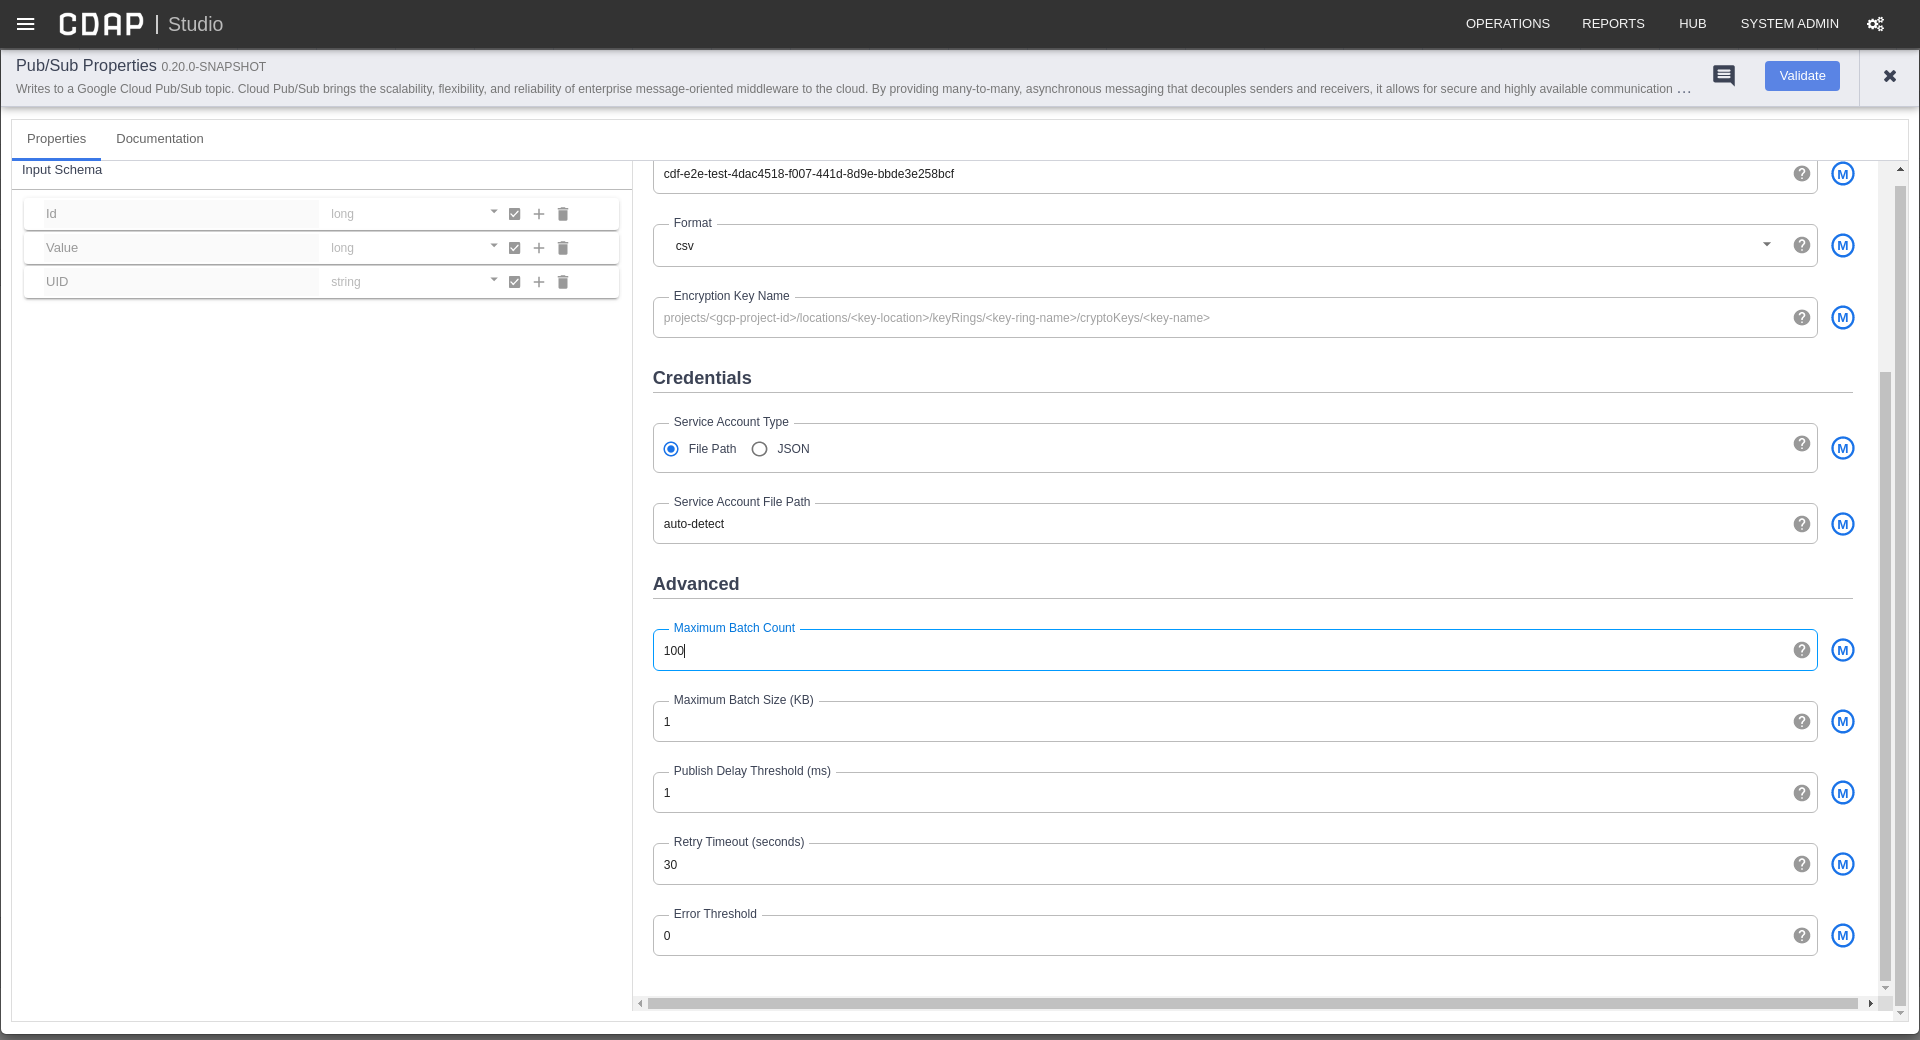 CDAP | Studio
OPERATIONS REPORTS HUB SYSTEM ADMIN
Pub/Sub Properties 0.20.0-SNAPSHOT
Writes to a Google Cloud Pub/Sub topic. Cloud Pub/Sub brings the scalability, flexibility, and reliability of enterprise message-oriented middleware to the cloud. By providing many-to-many, asynchronous messaging that decouples senders and receivers, it allows for secure and highly available communication ...
Validate
Properties Documentation
Input Schema
Id long
Value long
UID string
cdf-e2e-test-4dac4518-f007-441d-8d9e-bbde3e258bcf
M
Format
csv
M
Encryption Key Name
projects/<gcp-project-id>/locations/<key-location>/keyRings/<key-ring-name>/cryptoKeys/<key-name>
M
Credentials
Service Account Type
File Path JSON
M
Service Account File Path
auto-detect
M
Advanced
Maximum Batch Count
100
M
Maximum Batch Size (KB)
1
M
Publish Delay Threshold (ms)
1
M
Retry Timeout (seconds)
30
M
Error Threshold
0
M